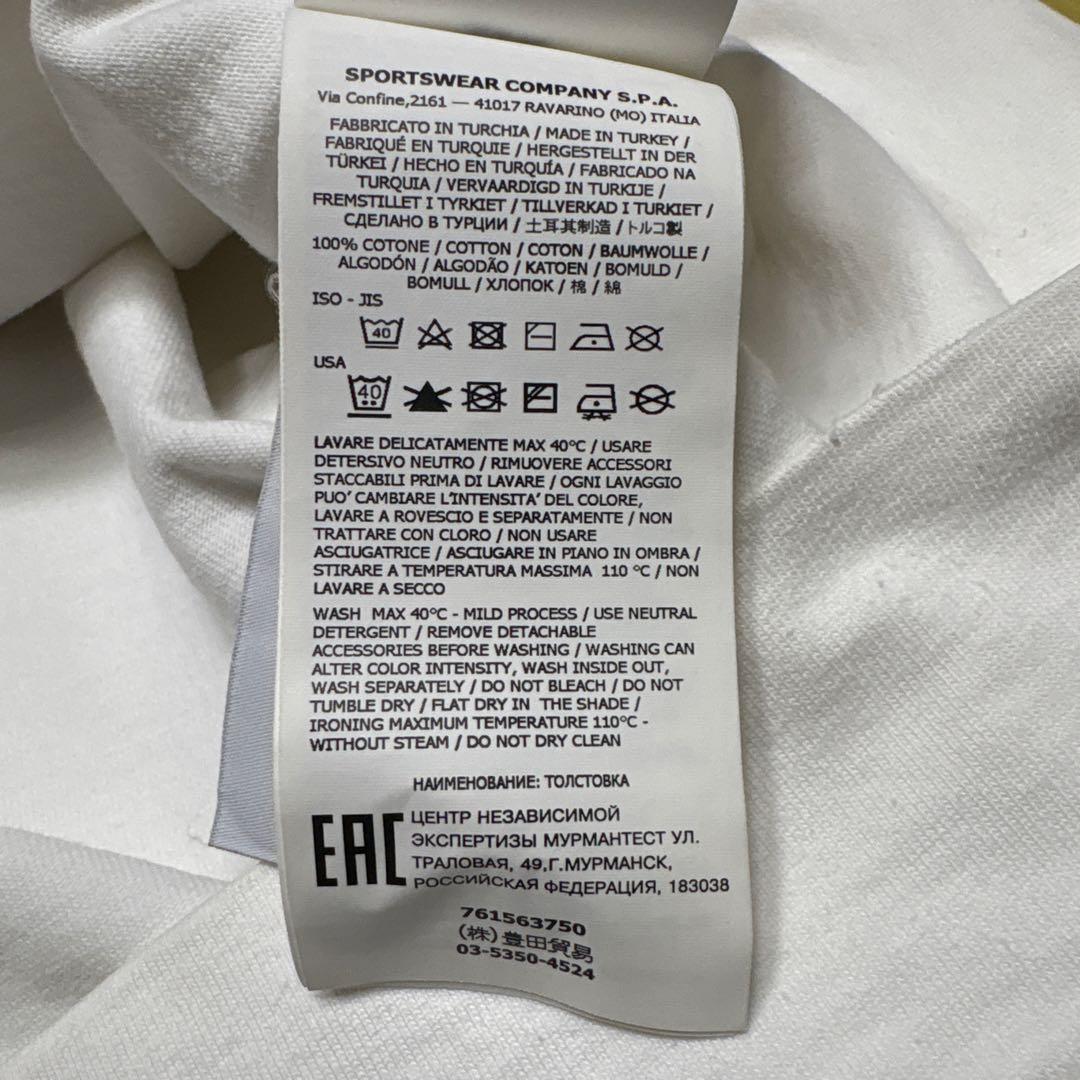 SPORTSWEAR COMPANY S.P.A.
Via Confine,2161 — 41017 RAVARINO (MO) ITALIA
FABBRICATO IN TURCHIA / MADE IN TURKEY /
FABRIQUÉ EN TURQUIE / HERGESTELLT IN DER
TÜRKEI / HECHO EN TURQUÍA / FABRICADO NA
TURQUIA / VERVAARDIGD IN TURKIJE /
FREMSTILLET I TYRKIET / TILLVERKAD I TURKIET /
СДЕЛАНО В ТУРЦИИ / 土耳其制造 / トルコ製
100% COTONE / COTTON / COTON / BAUMWOLLE /
ALGODÓN / ALGODÃO / KATOEN / BOMULD /
BOMULL / ХЛОПОК / 棉 / 綿
ISO - JIS
40
USA
40
LAVARE DELICATAMENTE MAX 40°C / USARE
DETERSIVO NEUTRO / RIMUOVERE ACCESSORI
STACCABILI PRIMA DI LAVARE / OGNI LAVAGGIO
PUO' CAMBIARE L'INTENSITA' DEL COLORE,
LAVARE A ROVESCIO E SEPARATAMENTE / NON
TRATTARE CON CLORO / NON USARE
ASCIUGATRICE / ASCIUGARE IN PIANO IN OMBRA /
STIRARE A TEMPERATURA MASSIMA 110 °C / NON
LAVARE A SECCO
WASH MAX 40°C - MILD PROCESS / USE NEUTRAL
DETERGENT / REMOVE DETACHABLE
ACCESSORIES BEFORE WASHING / WASHING CAN
ALTER COLOR INTENSITY, WASH INSIDE OUT,
WASH SEPARATELY / DO NOT BLEACH / DO NOT
TUMBLE DRY / FLAT DRY IN THE SHADE /
IRONING MAXIMUM TEMPERATURE 110°C -
WITHOUT STEAM / DO NOT DRY CLEAN
НАИМЕНОВАНИЕ: ТОЛСТОВКА
EAC
ЦЕНТР НЕЗАВИСИМОЙ
ЭКСПЕРТИЗЫ МУРМАНТЕСТ УЛ.
ТРАЛОВАЯ, 49,Г.МУРМАНСК,
РОССИЙСКАЯ ФЕДЕРАЦИЯ, 183038
761563750
(株) 豊田貿易
03-5350-4524